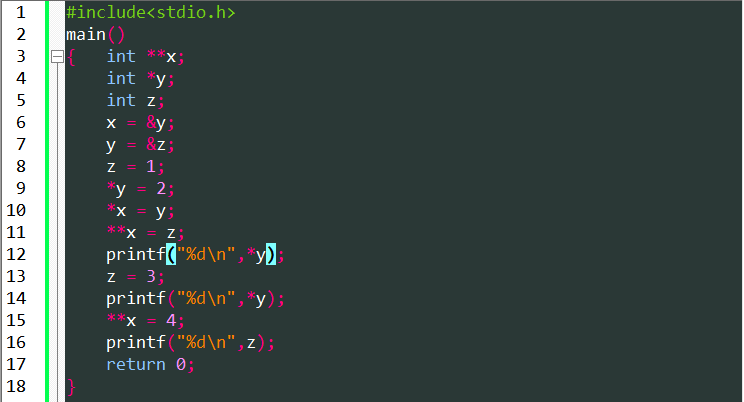 1 #include<stdio.h>
2 main()
3 {   int **x;
4     int *y;
5     int z;
6     x = &y;
7     y = &z;
8     z = 1;
9     *y = 2;
10     *x = y;
11     **x = z;
12     printf("%d\n",*y);
13     z = 3;
14     printf("%d\n",*y);
15     **x = 4;
16     printf("%d\n",z);
17     return 0;
18 }